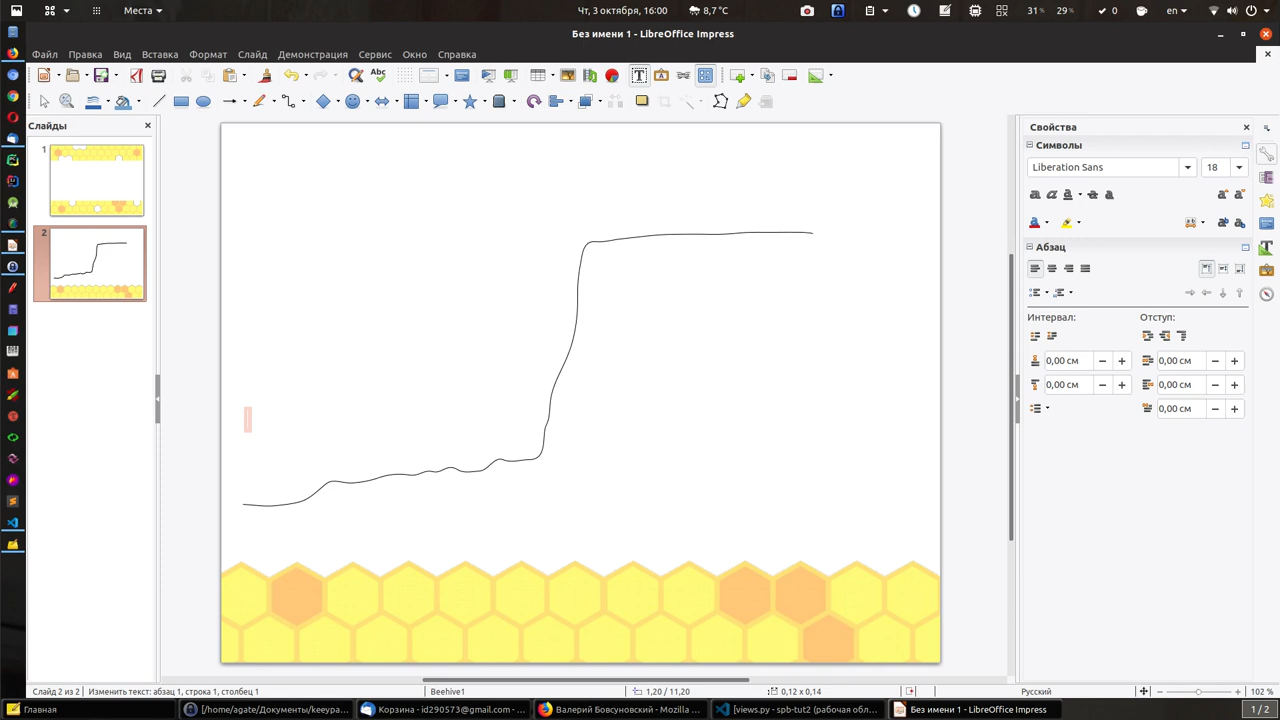 Места
Чт, 3 октября, 16:00
8,7 °C
31%
29%
0
en
Без имени 1 - LibreOffice Impress
Файл Правка Вид Вставка Формат Слайд Демонстрация Сервис Окно Справка
Abc
Слайды
1
2
Свойства
Символы
Liberation Sans
18
Абзац
Интервал: Отступ:
0,00 см 0,00 см
0,00 см 0,00 см
0,00 см
Слайд 2 из 2
Изменить текст: абзац 1, строка 1, столбец 1
Beehive1
1,20 / 11,20
0,12 x 0,14
Русский
102 %
Главная
[/home/agate/Документы/keeypa...
Корзина - id290573@gmail.com - ...
Валерий Бовсуновский - Mozilla ...
[views.py - spb-tut2 (рабочая обл...
Без имени 1 - LibreOffice Impress
1 / 2